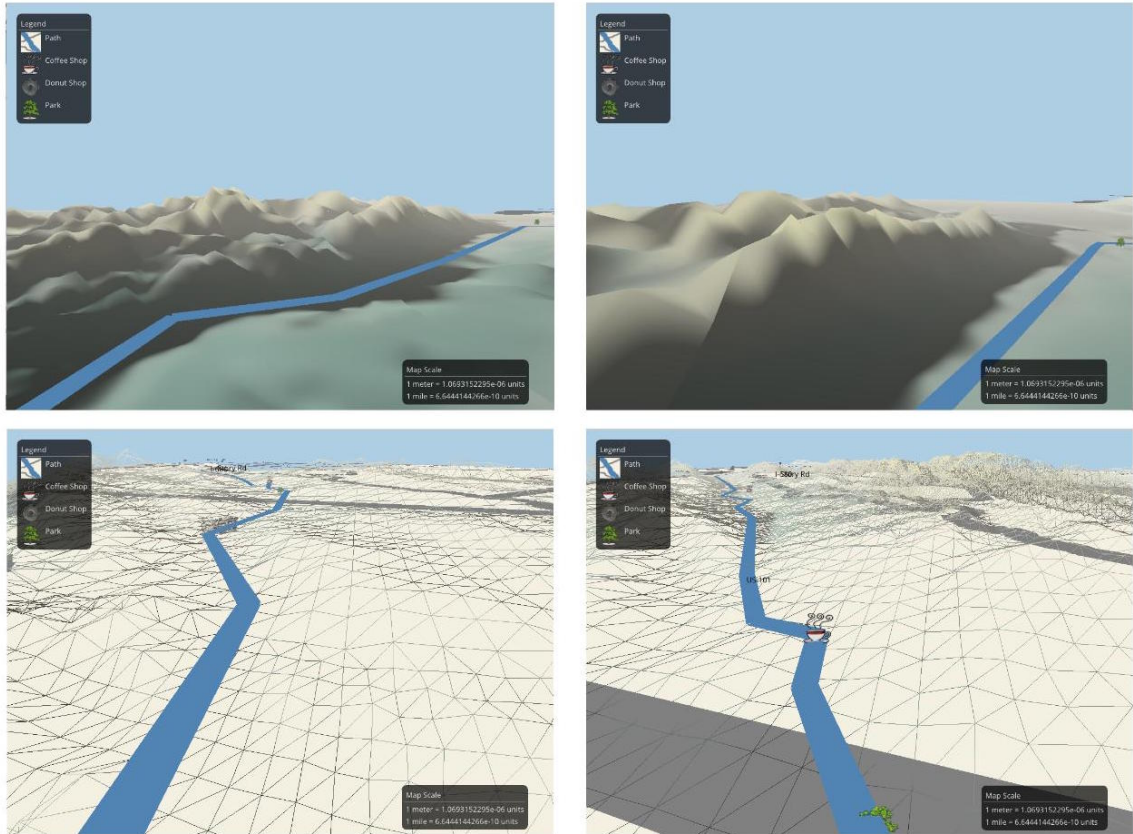 Legend
Path
Coffee Shop
Donut Shop
Park
Map Scale
1 meter = 1.0693152295e-06 units
1 mile = 6.6444144266e-10 units
Legend
Path
Coffee Shop
Donut Shop
Park
Map Scale
1 meter = 1.0693152295e-06 units
1 mile = 6.6444144266e-10 units
Legend
Path
Coffee Shop
Donut Shop
Park
Rd
Map Scale
1 meter = 1.0693152295e-06 units
1 mile = 6.6444144266e-10 units
Legend
Path
Coffee Shop
Donut Shop
Park
Rd
US 101
Map Scale
1 meter = 1.0693152295e-06 units
1 mile = 6.6444144266e-10 units